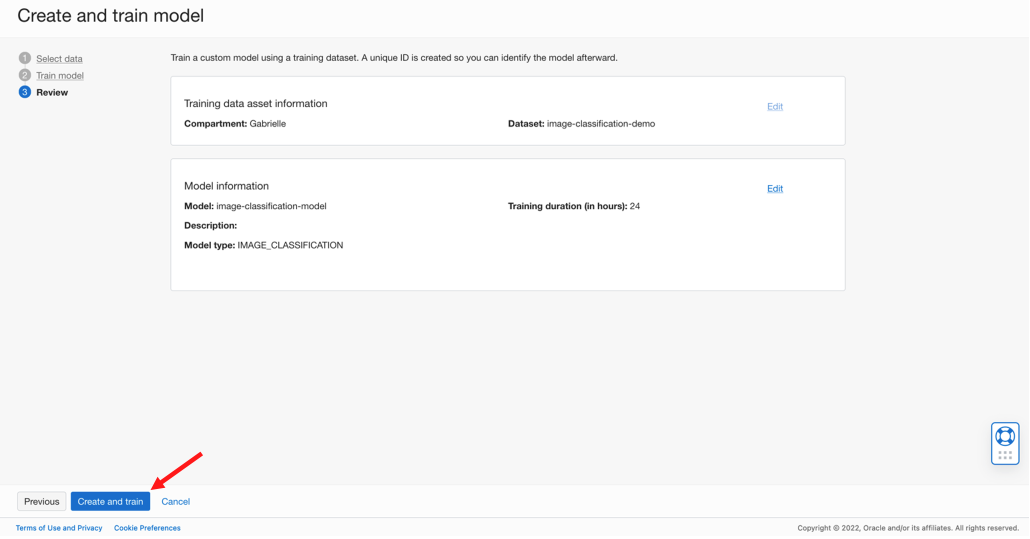 Create and train model
1 Select data
2 Train model
3 Review
Train a custom model using a training dataset. A unique ID is created so you can identify the model afterward.
Training data asset information
Edit
Compartment: Gabrielle
Dataset: image-classification-demo
Model information
Edit
Model: image-classification-model
Training duration (in hours): 24
Description:
Model type: IMAGE_CLASSIFICATION
Previous
Create and train
Cancel
Terms of Use and Privacy
Cookie Preferences
Copyright © 2022, Oracle and/or its affiliates. All rights reserved.